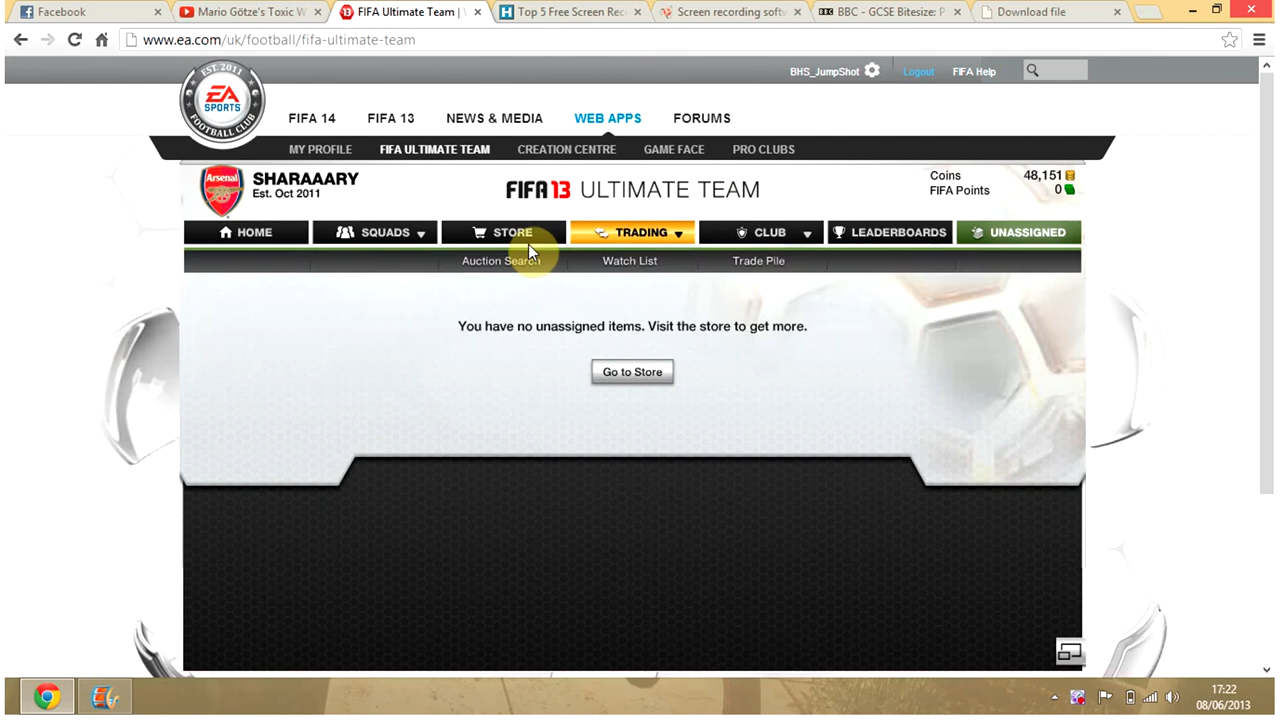 Facebook
Mario Götze's Toxic W
FIFA Ultimate Team | \
Top 5 Free Screen Rec
Screen recording softw
BBC - GCSE Bitesize: P
Download file
www.ea.com/uk/football/fifa-ultimate-team
BHS_JumpShot
Logout
FIFA Help
EST. 2011
EA
SPORTS
FOOTBALL CLUB
FIFA 14
FIFA 13
NEWS & MEDIA
WEB APPS
FORUMS
MY PROFILE
FIFA ULTIMATE TEAM
CREATION CENTRE
GAME FACE
PRO CLUBS
Arsenal
SHARAAARY
Est. Oct 2011
FIFA 13 ULTIMATE TEAM
Coins 48,151
FIFA Points 0
HOME
SQUADS
STORE
TRADING
CLUB
LEADERBOARDS
UNASSIGNED
Auction Search
Watch List
Trade Pile
You have no unassigned items. Visit the store to get more.
Go to Store
17:22
08/06/2013